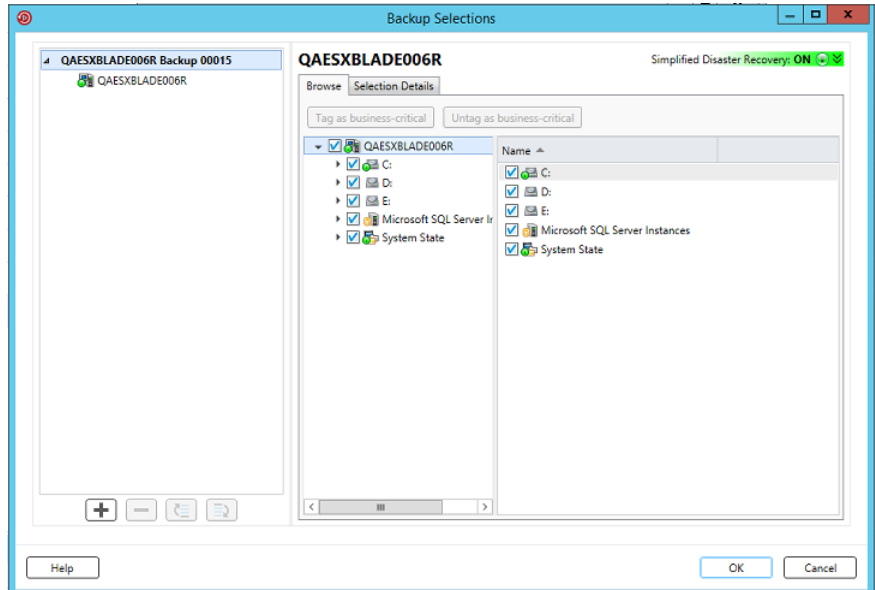 Backup Selections
QAESXBLADE006R Backup 00015
QAESXBLADE006R
QAESXBLADE006R
Simplified Disaster Recovery: ON
Browse
Selection Details
Tag as business-critical
Untag as business-critical
QAESXBLADE006R
C:
D:
E:
Microsoft SQL Server
System State
Name
C:
D:
E:
Microsoft SQL Server Instances
System State
Help
OK
Cancel